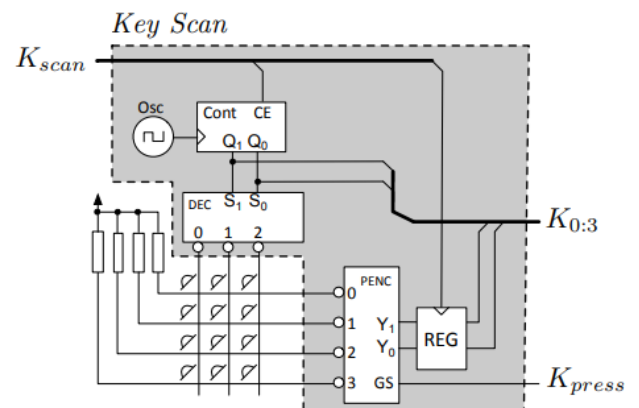 Key Scan
K_scan
Osc
Cont CE
Q1 Q0
DEC S1 S0
0 1 2
K_0:3
PENC
0
1
Y1
2
Y0
REG
3
GS
K_press